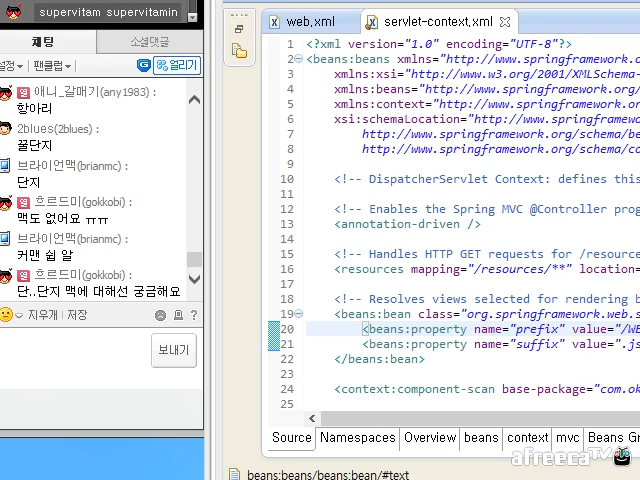 supervitam supervitamin
채팅
소셜댓글
설정
팬클럽
얼리기
애니_갈매기(any1983) :
항아리
2blues(2blues) :
꿀단지
브라이언맥(brianmc) :
단지
흐르드미(gokkobi) :
맥도 없어요 ㅠㅠ
브라이언맥(brianmc) :
커맨 쉽 알
흐르드미(gokkobi) :
단..단지 맥에 대해선 궁금해요
지우개 | 저장
?
보내기
web.xml
servlet-context.xml
1 <?xml version="1.0" encoding="UTF-8"?>
2 <beans:beans xmlns="http://www.springframework.o
3 xmlns:xsi="http://www.w3.org/2001/XMLSchema-
4 xmlns:beans="http://www.springframework.org/
5 xmlns:context="http://www.springframework.or
6 xsi:schemaLocation="http://www.springframewor
7 http://www.springframework.org/schema/be
8 http://www.springframework.org/schema/co
9
10 <!-- DispatcherServlet Context: defines this
11
12 <!-- Enables the Spring MVC @Controller prog
13 <annotation-driven />
14
15 <!-- Handles HTTP GET requests for /resource
16 <resources mapping="/resources/**" location=
17
18 <!-- Resolves views selected for rendering b
19 <beans:bean class="org.springframework.web.s
20 <beans:property name="prefix" value="/WE
21 <beans:property name="suffix" value=".js
22 </beans:bean>
23
24 <context:component-scan base-package="com.ok
25
Source Namespaces Overview beans context mvc Beans Gr
beans:beans/beans:bean/#text
afreecaTV